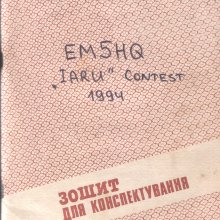 EM5HQ
„IARU" CONTEST
1994
ЗОШИТ
ДЛЯ КОНСПЕКТУВАННЯ